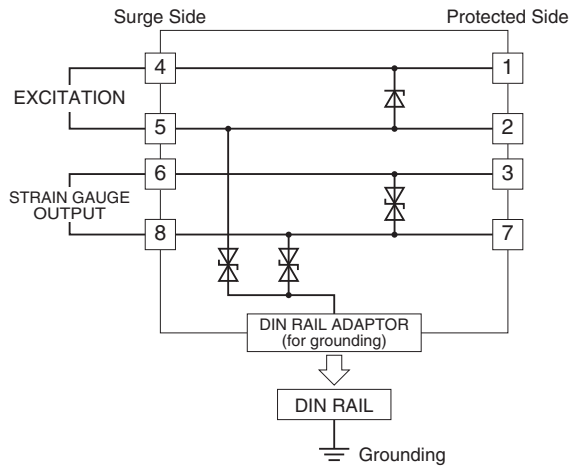 Surge Side
Protected Side
4
1
EXCITATION
5
2
6
3
STRAIN GAUGE
OUTPUT
8
7
DIN RAIL ADAPTOR
(for grounding)
DIN RAIL
Grounding